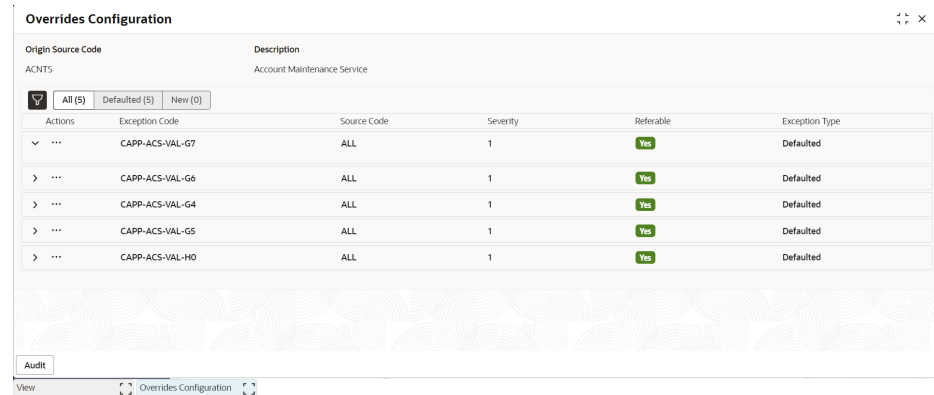 Overrides Configuration
Origin Source Code Description
ACNTS Account Maintenance Service
All (5) Defaulted (5) New (0)
Actions Exception Code Source Code Severity Referable Exception Type
CAPP-ACS-VAL-G7 ALL 1 Yes Defaulted
CAPP-ACS-VAL-G6 ALL 1 Yes Defaulted
CAPP-ACS-VAL-G4 ALL 1 Yes Defaulted
CAPP-ACS-VAL-G5 ALL 1 Yes Defaulted
CAPP-ACS-VAL-H0 ALL 1 Yes Defaulted
Audit
View Overrides Configuration